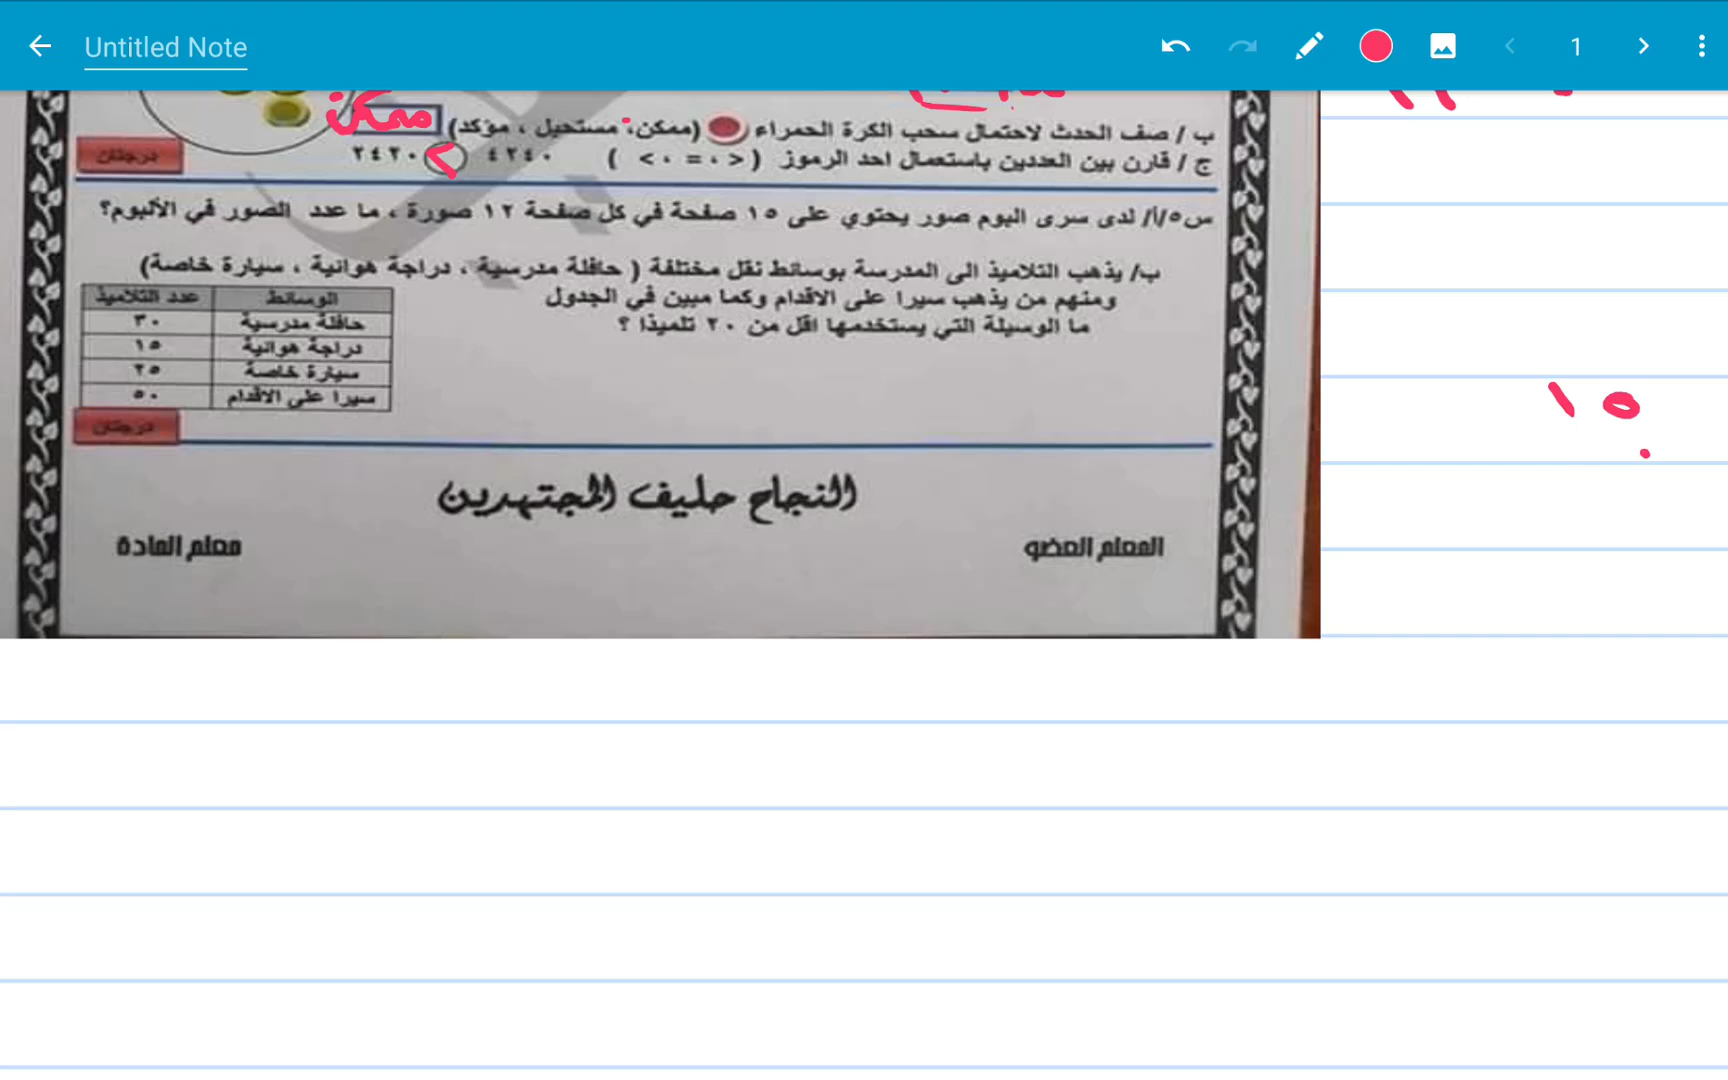 Untitled Note
1
ممكن
ب / صف الحدث لاحتمال سحب الكرة الحمراء (ممكن، مستحيل ، مؤكد)
ج / قارن بين العددين باستعمال احد الرموز ( < ، = ، > ) ٤٢٤٠ > ٢٤٢٠
درجتان
س٥/أ/ لدى سرى البوم صور يحتوي على ١٥ صفحة في كل صفحة ١٢ صورة ، ما عدد الصور في الألبوم؟
ب/ يذهب التلاميذ الى المدرسة بوسائط نقل مختلفة ( حافلة مدرسية ، دراجة هوائية ، سيارة خاصة)
ومنهم من يذهب سيرا على الاقدام وكما مبين في الجدول
ما الوسيلة التي يستخدمها اقل من ٢٠ تلميذا ؟
الوسائط عدد التلاميذ
حافلة مدرسية ٣٠
دراجة هوائية ١٥
سيارة خاصة ٢٥
سيرا على الاقدام ٥٠
١٥
درجتان
النجاح حليف المجتهدين
المعلم العضو
معلم المادة